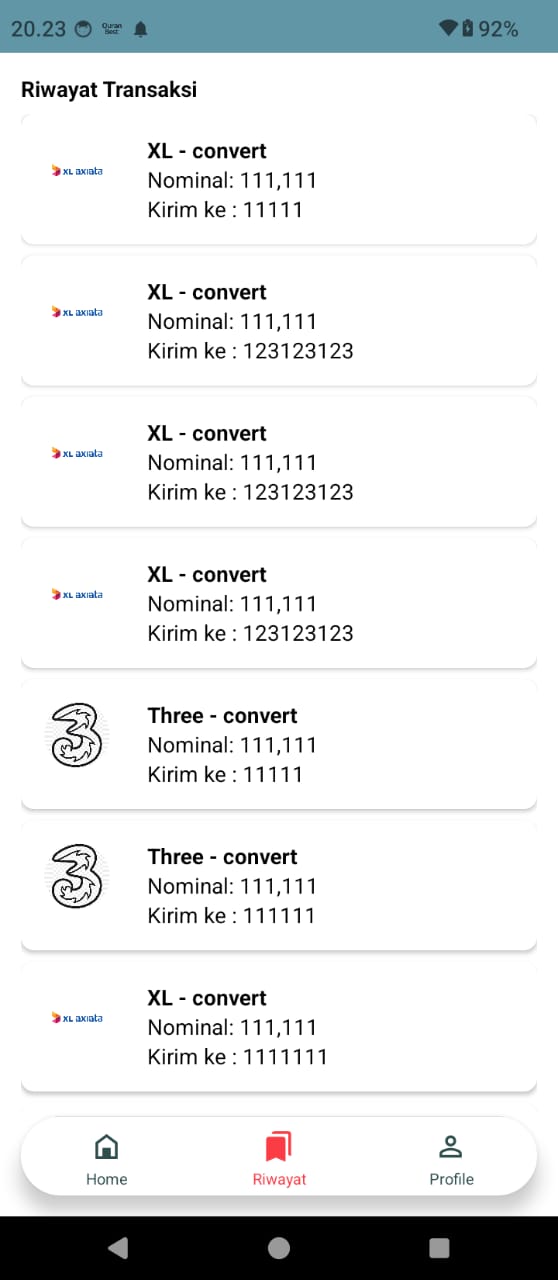 20.23 Quran Best 92%
Riwayat Transaksi
XL axiata
XL - convert
Nominal: 111,111
Kirim ke : 11111
XL axiata
XL - convert
Nominal: 111,111
Kirim ke : 123123123
XL axiata
XL - convert
Nominal: 111,111
Kirim ke : 123123123
XL axiata
XL - convert
Nominal: 111,111
Kirim ke : 123123123
3
Three - convert
Nominal: 111,111
Kirim ke : 11111
3
Three - convert
Nominal: 111,111
Kirim ke : 111111
XL axiata
XL - convert
Nominal: 111,111
Kirim ke : 1111111
Home Riwayat Profile